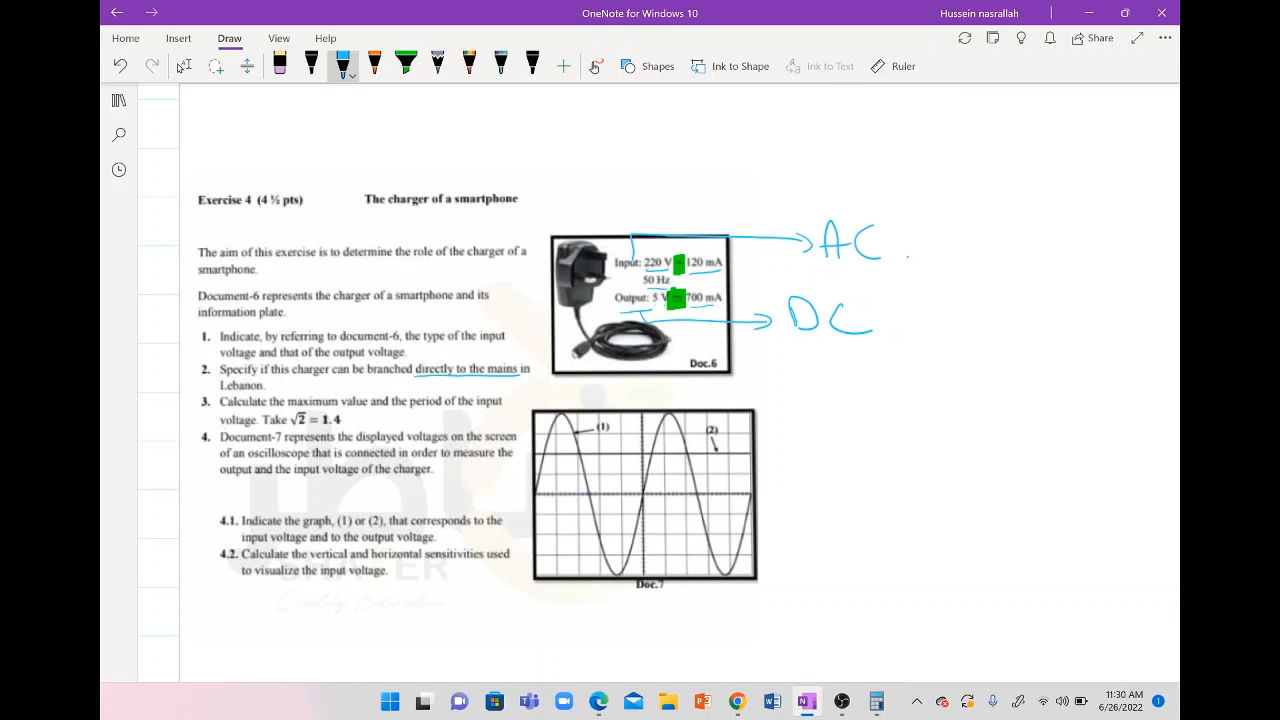 OneNote for Windows 10
Hussein nasrallah
Home Insert Draw View Help
Share
Shapes Ink to Shape Ink to Text Ruler
Exercise 4 (4 ½ pts) The charger of a smartphone
The aim of this exercise is to determine the role of the charger of a
smartphone.
Document-6 represents the charger of a smartphone and its
information plate.
1. Indicate, by referring to document-6, the type of the input
voltage and that of the output voltage.
2. Specify if this charger can be branched directly to the mains in
Lebanon.
3. Calculate the maximum value and the period of the input
voltage. Take √2 = 1.4
4. Document-7 represents the displayed voltages on the screen
of an oscilloscope that is connected in order to measure the
output and the input voltage of the charger.
4.1. Indicate the graph, (1) or (2), that corresponds to the
input voltage and to the output voltage.
4.2. Calculate the vertical and horizontal sensitivities used
to visualize the input voltage.
Input: 220 V 120 mA
50 Hz
Output: 5 V 700 mA
Doc.6
AC
DC
(1)
(2)
Doc.7
Quality Education
11:30 AM
6/26/2022
1